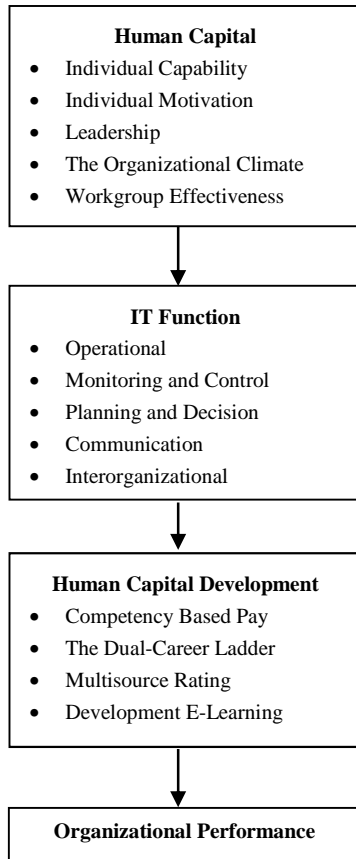 Human Capital
• Individual Capability
• Individual Motivation
• Leadership
• The Organizational Climate
• Workgroup Effectiveness
IT Function
• Operational
• Monitoring and Control
• Planning and Decision
• Communication
• Interorganizational
Human Capital Development
• Competency Based Pay
• The Dual-Career Ladder
• Multisource Rating
• Development E-Learning
Organizational Performance